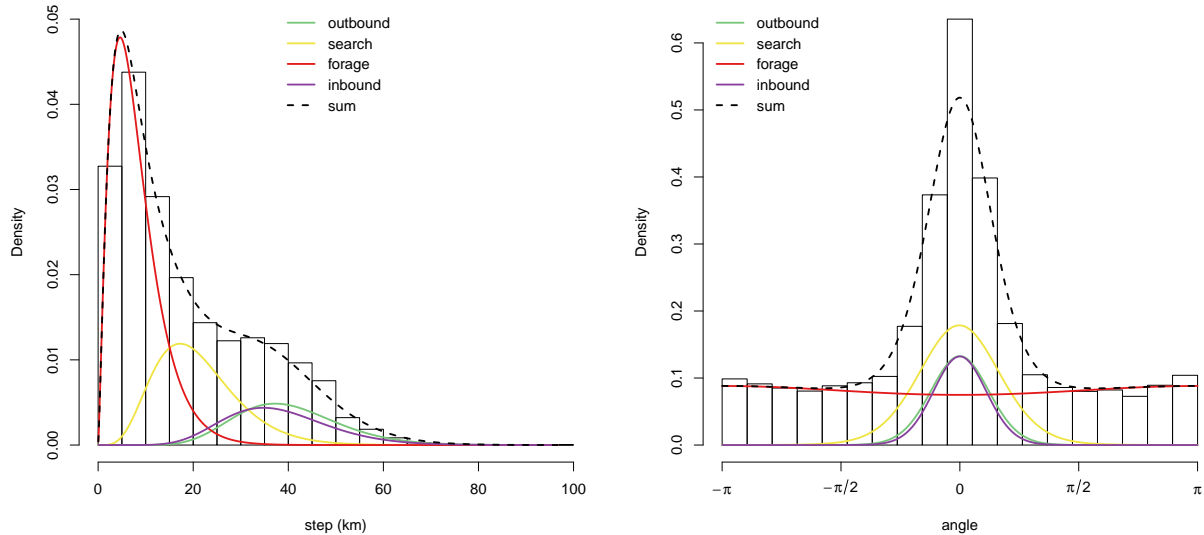 0.05
0.04
0.03
0.02
0.01
0.00
Density
outbound
search
forage
inbound
sum
0 20 40 60 80 100
step (km)
0.6
0.5
0.4
0.3
0.2
0.1
0.0
Density
outbound
search
forage
inbound
sum
−π −π/2 0 π/2 π
angle